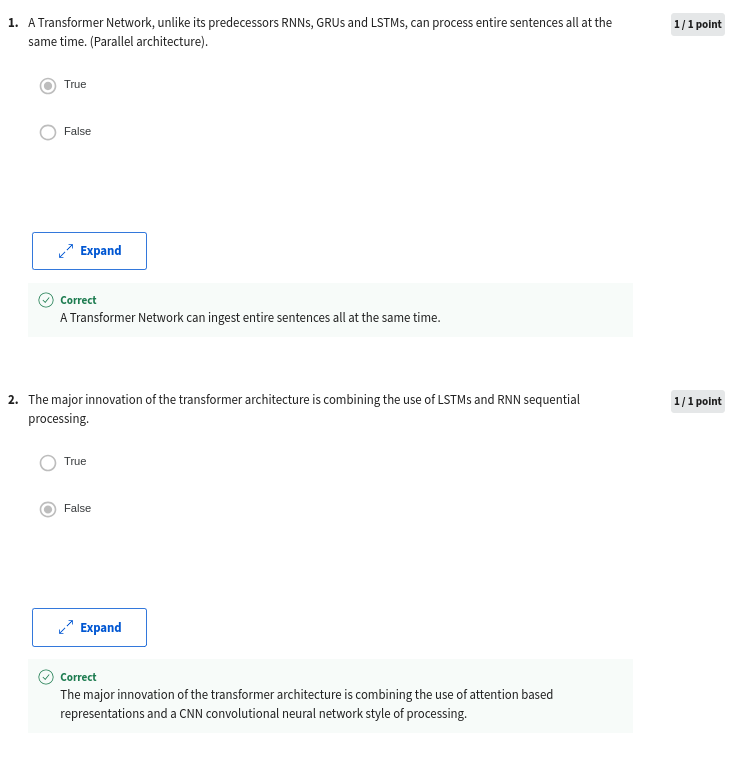 1. A Transformer Network, unlike its predecessors RNNs, GRUs and LSTMs, can process entire sentences all at the
1 / 1 point
same time. (Parallel architecture).
True
False
Expand
Correct
A Transformer Network can ingest entire sentences all at the same time.
2. The major innovation of the transformer architecture is combining the use of LSTMs and RNN sequential
1 / 1 point
processing.
True
False
Expand
Correct
The major innovation of the transformer architecture is combining the use of attention based
representations and a CNN convolutional neural network style of processing.